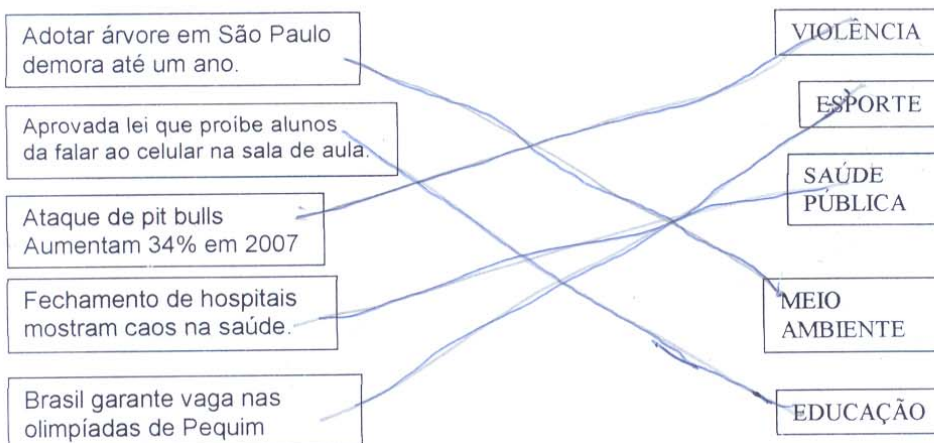 Adotar árvore em São Paulo
demora até um ano.
Aprovada lei que proibe alunos
da falar ao celular na sala de aula.
Ataque de pit bulls
Aumentam 34% em 2007
Fechamento de hospitais
mostram caos na saúde.
Brasil garante vaga nas
olimpíadas de Pequim
VIOLÊNCIA
ESPORTE
SAÚDE
PÚBLICA
MEIO
AMBIENTE
EDUCAÇÃO